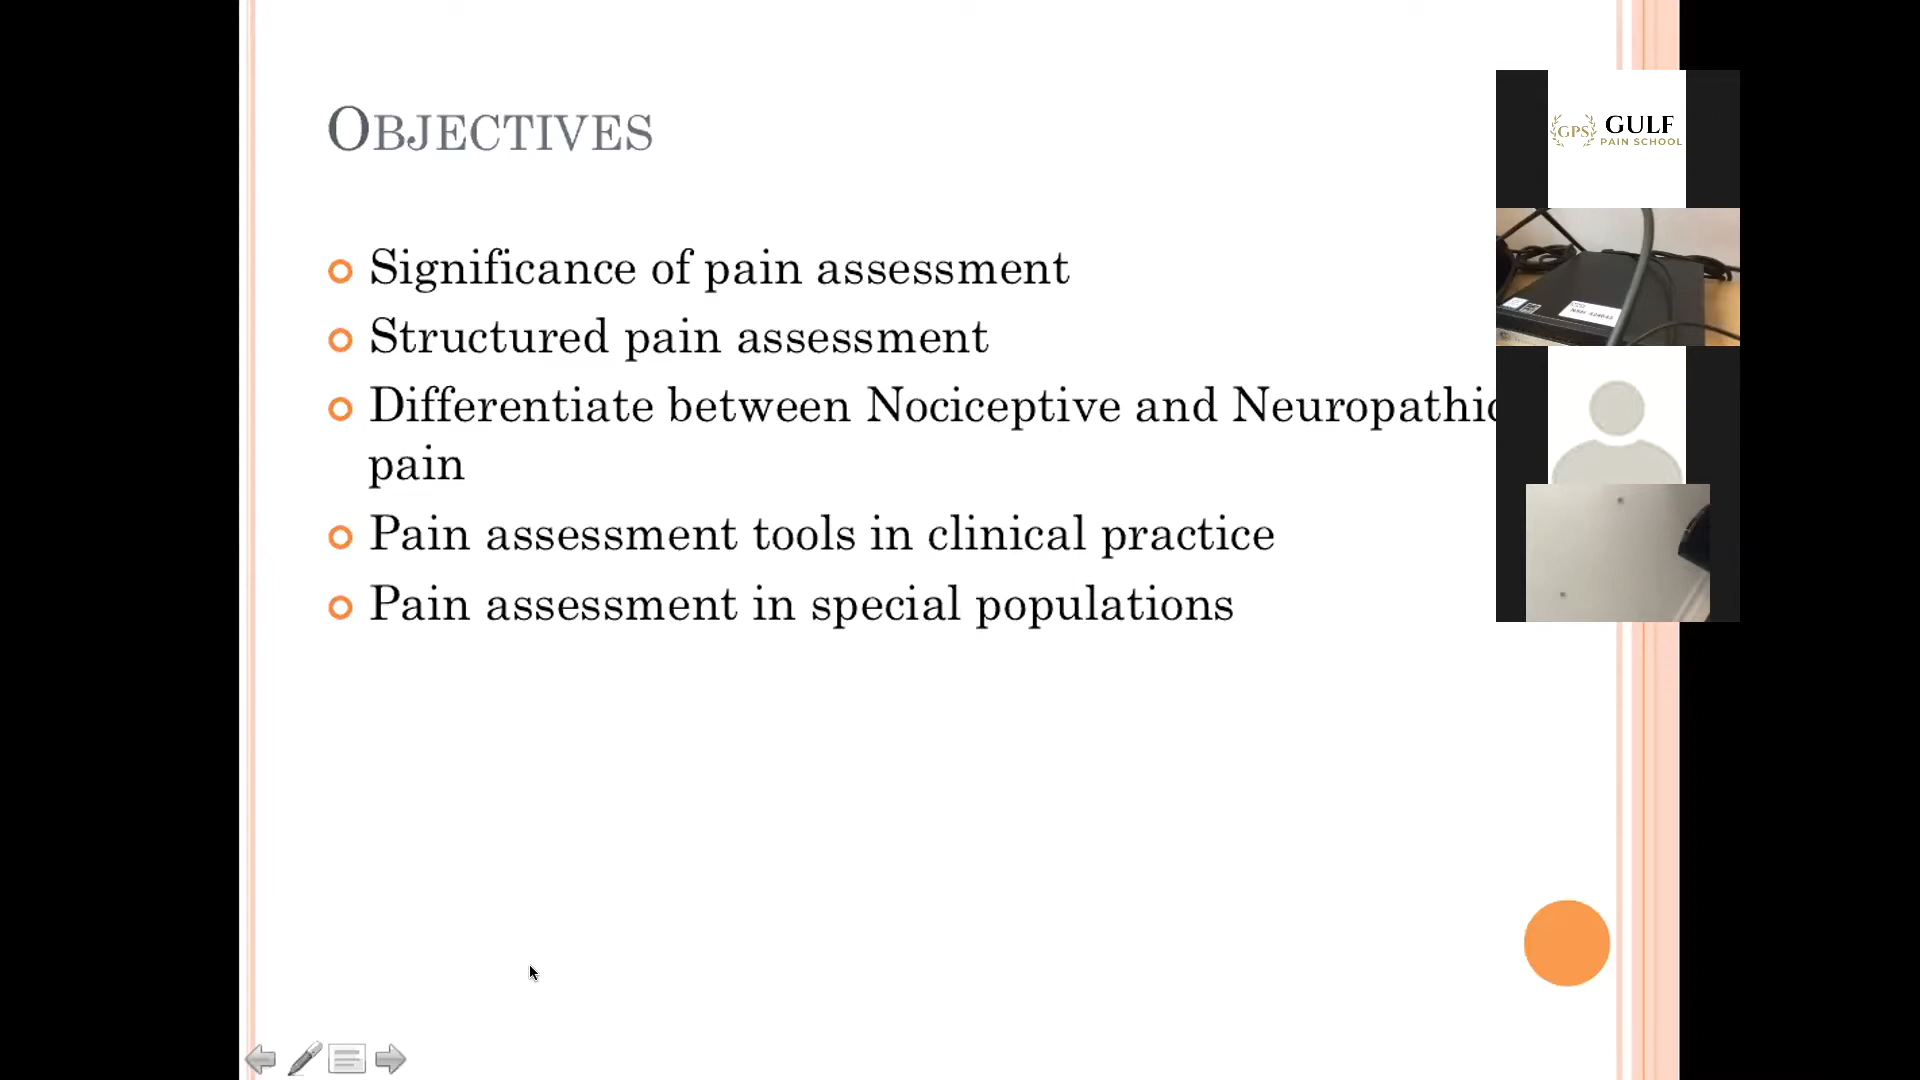 OBJECTIVES
Significance of pain assessment
Structured pain assessment
Differentiate between Nociceptive and Neuropathic
pain
Pain assessment tools in clinical practice
Pain assessment in special populations
GPS GULF
PAIN SCHOOL